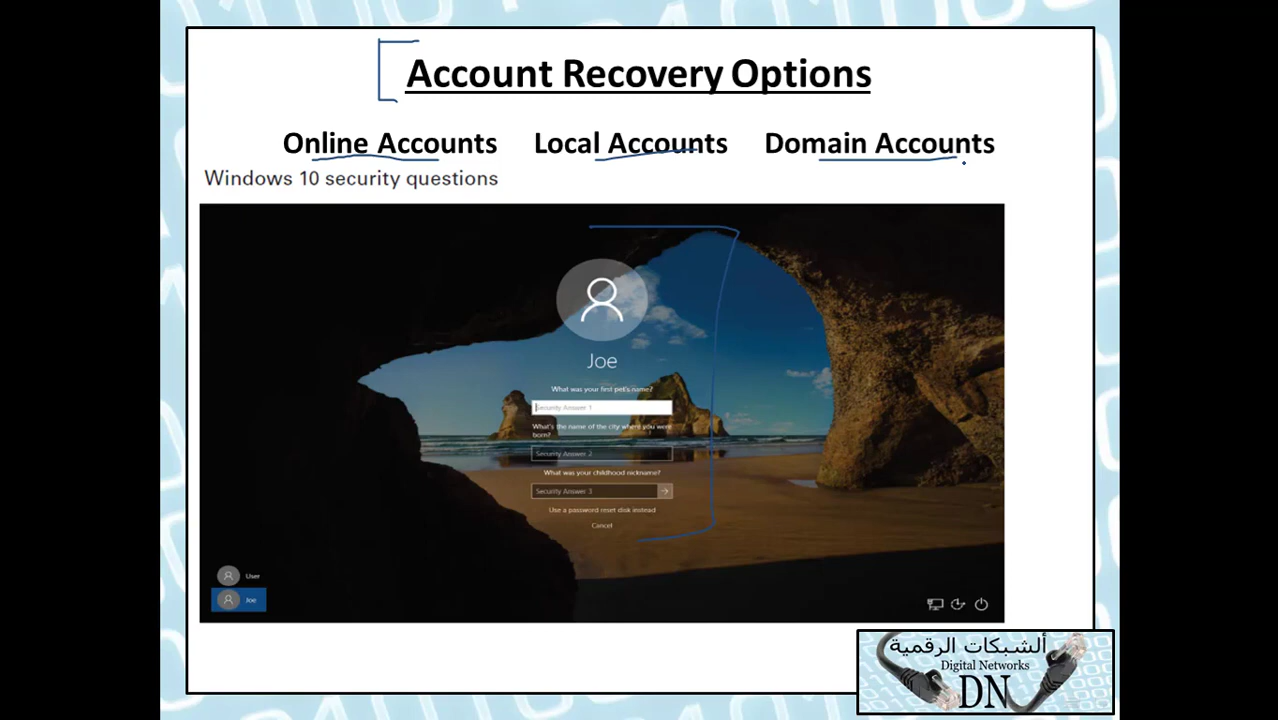 Account Recovery Options
Online Accounts Local Accounts Domain Accounts
Windows 10 security questions
Joe
What was your first pet's name?
Security Answer 1
What's the name of the city where you were
born?
Security Answer 2
What was your childhood nickname?
Security Answer 3
Use a password reset disk instead
Cancel
User
Joe
ألشبكات الرقمية
Digital Networks
DN